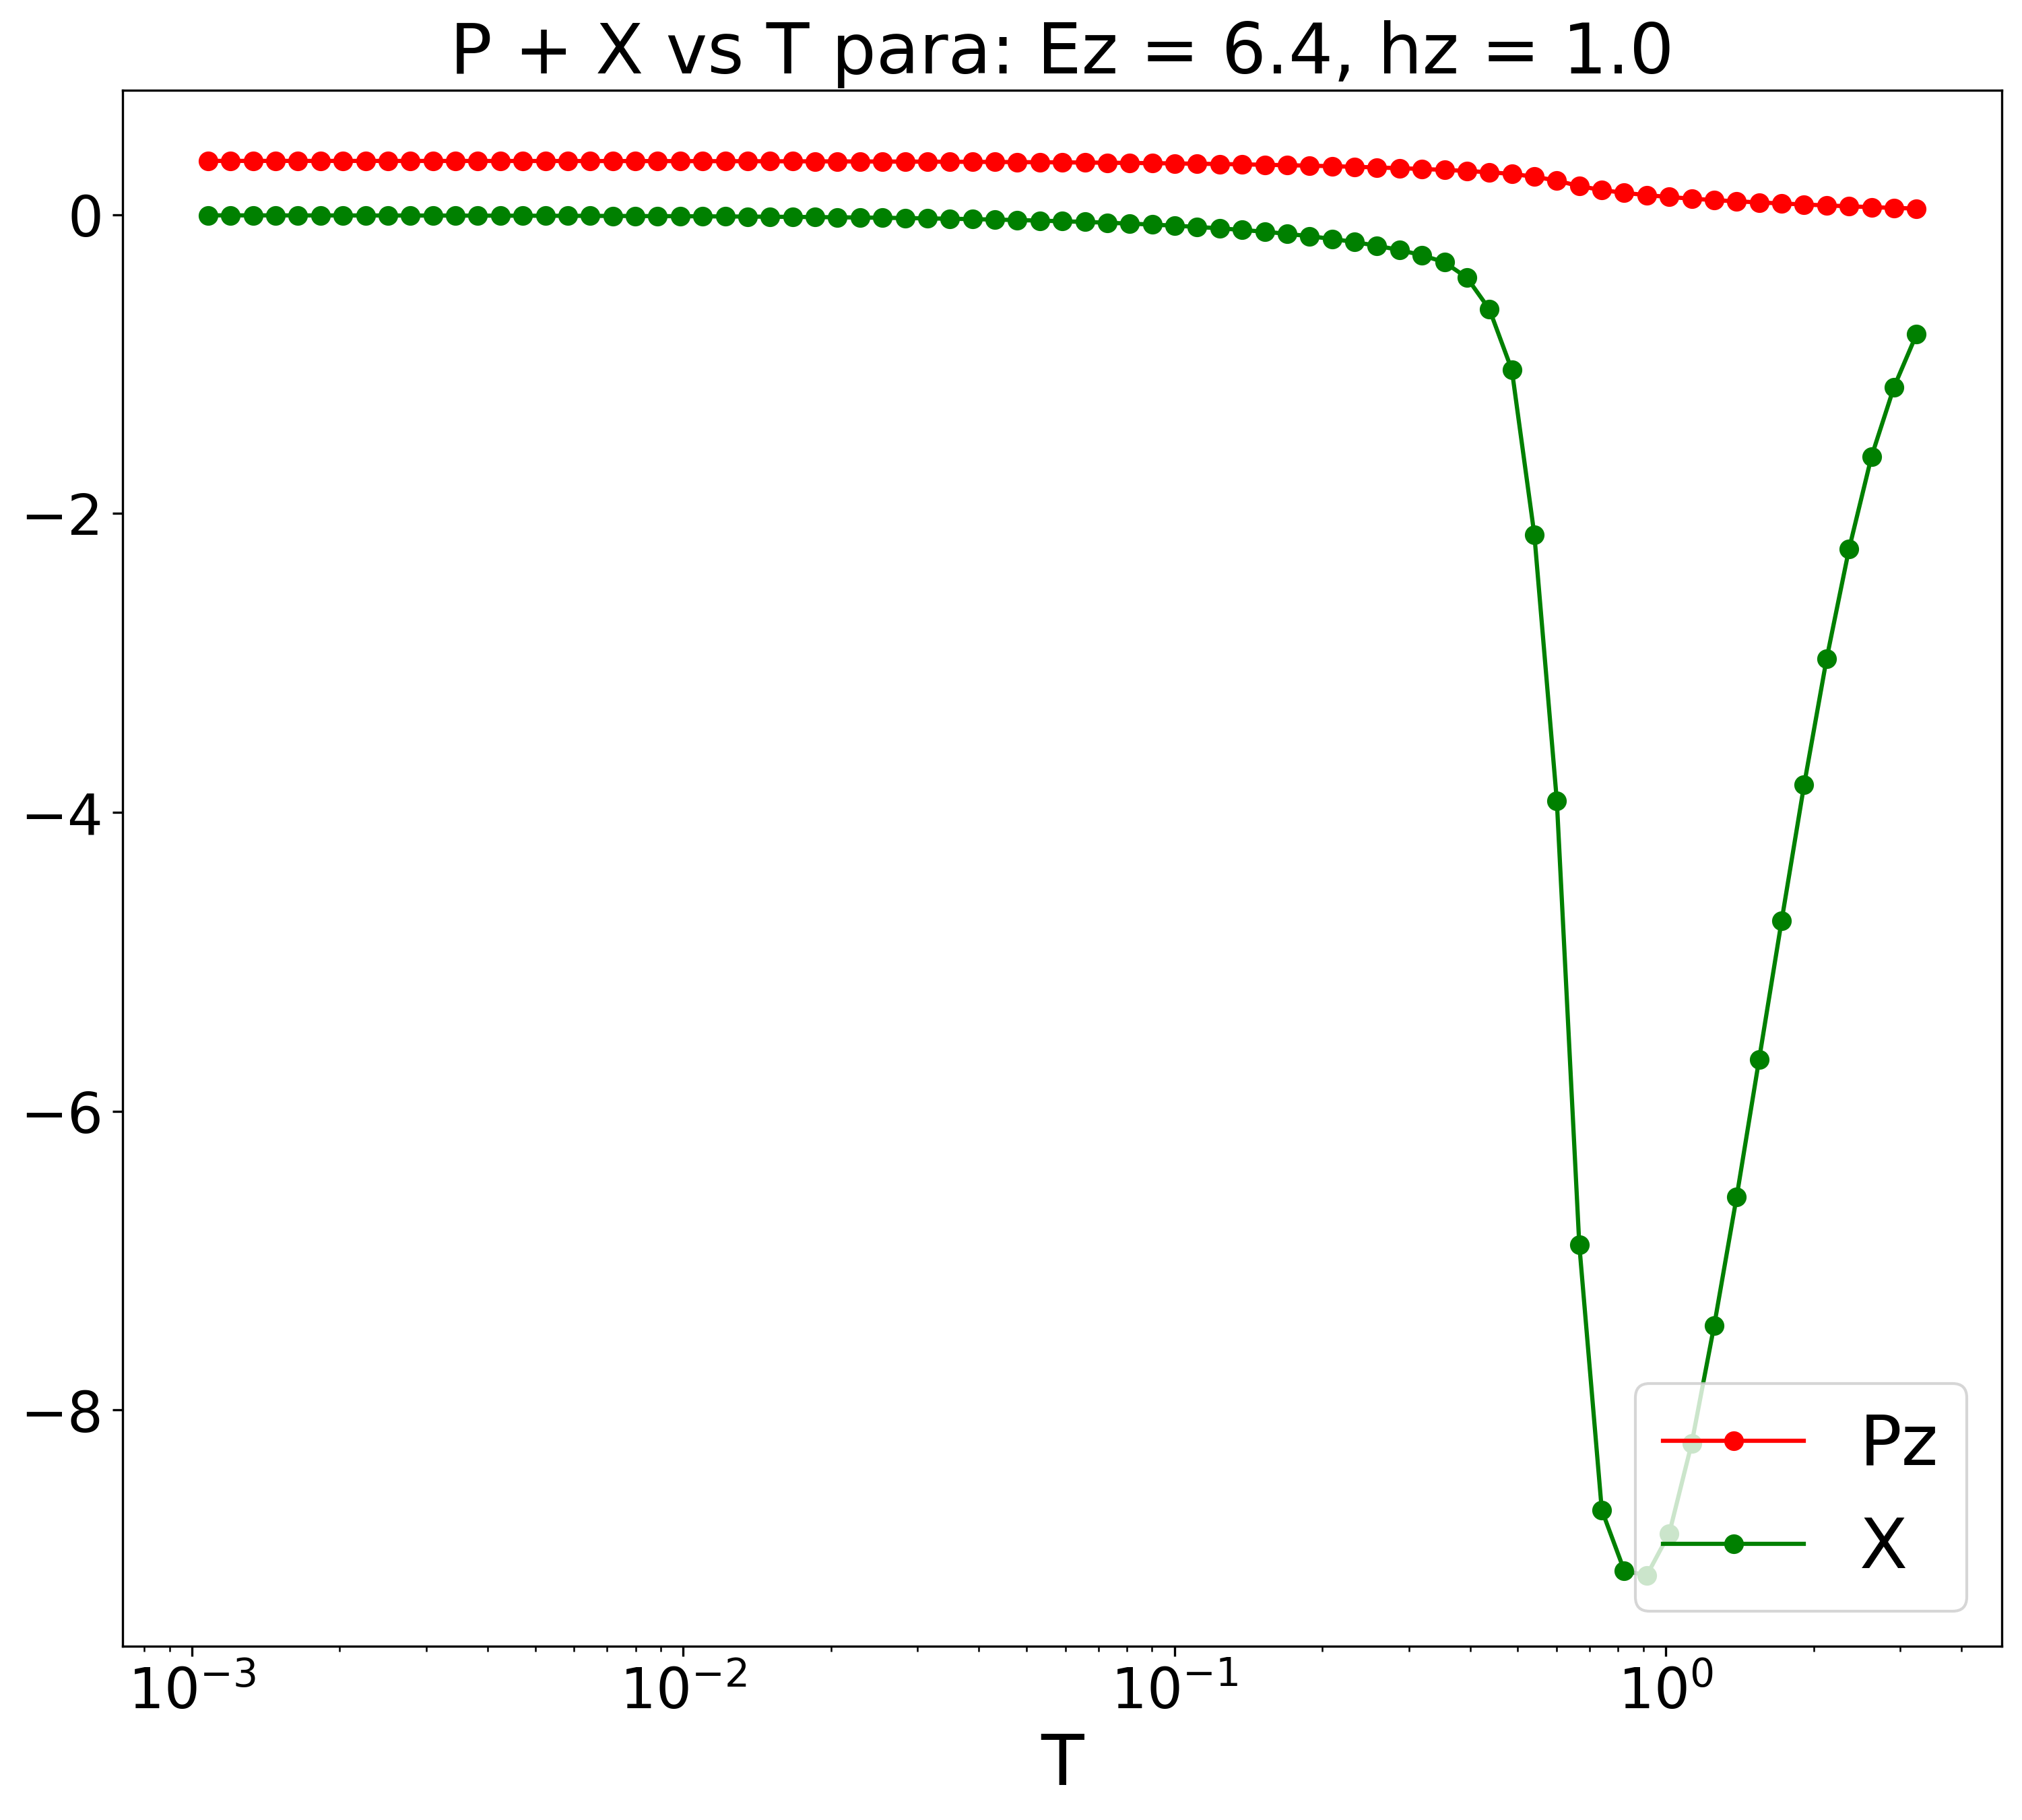 P + X vs T para: Ez = 6.4, hz = 1.0
0
−2
−4
−6
−8
Pz
X
10⁻³ 10⁻² 10⁻¹ 10⁰
T